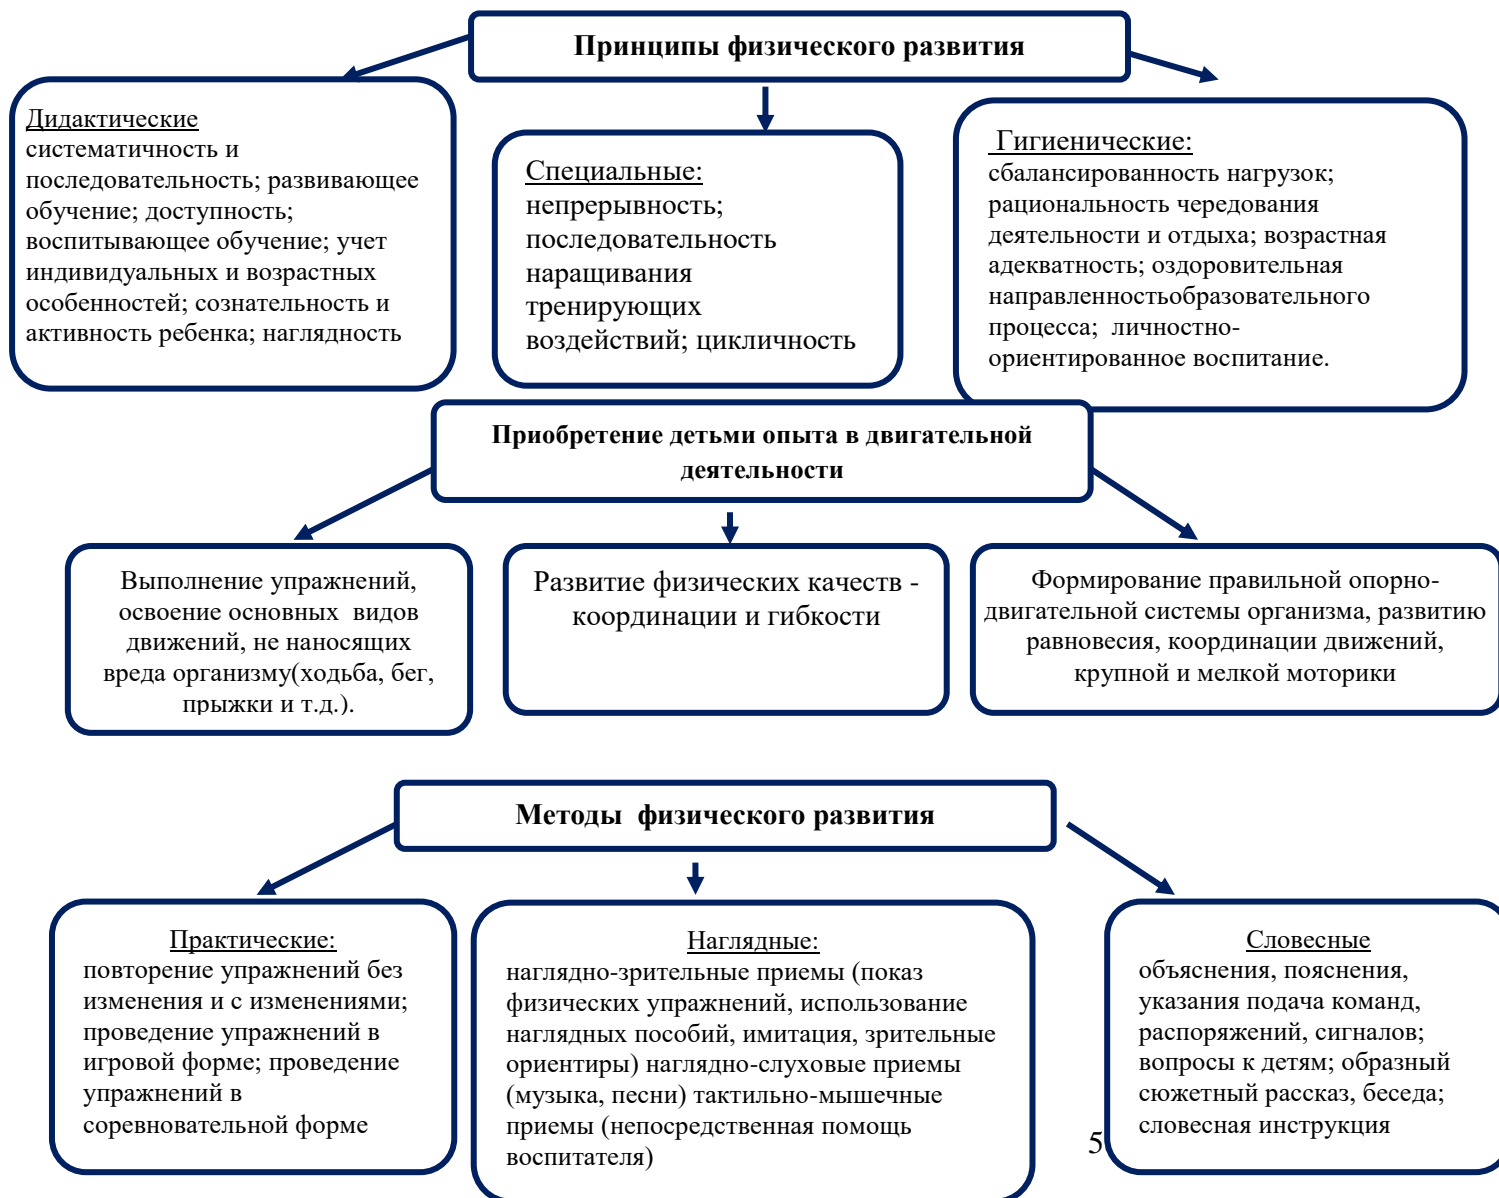 Принципы физического развития
Дидактические
систематичность и
последовательность; развивающее
обучение; доступность;
воспитывающее обучение; учет
индивидуальных и возрастных
особенностей; сознательность и
активность ребенка; наглядность
Специальные:
непрерывность;
последовательность
наращивания
тренирующих
воздействий; цикличность
Гигиенические:
сбалансированность нагрузок;
рациональность чередования
деятельности и отдыха; возрастная
адекватность; оздоровительная
направленностьобразовательного
процесса;  личностно-
ориентированное воспитание.
Приобретение детьми опыта в двигательной
деятельности
Выполнение упражнений,
освоение основных  видов
движений, не наносящих
вреда организму(ходьба, бег,
прыжки и т.д.).
Развитие физических качеств -
координации и гибкости
Формирование правильной опорно-
двигательной системы организма, развитию
равновесия, координации движений,
крупной и мелкой моторики
Методы  физического развития
Практические:
повторение упражнений без
изменения и с изменениями;
проведение упражнений в
игровой форме; проведение
упражнений в
соревновательной форме
Наглядные:
наглядно-зрительные приемы (показ
физических упражнений, использование
наглядных пособий, имитация, зрительные
ориентиры) наглядно-слуховые приемы
(музыка, песни) тактильно-мышечные
приемы (непосредственная помощь
воспитателя)
Словесные
объяснения, пояснения,
указания подача команд,
распоряжений, сигналов;
вопросы к детям; образный
сюжетный рассказ, беседа;
словесная инструкция
5